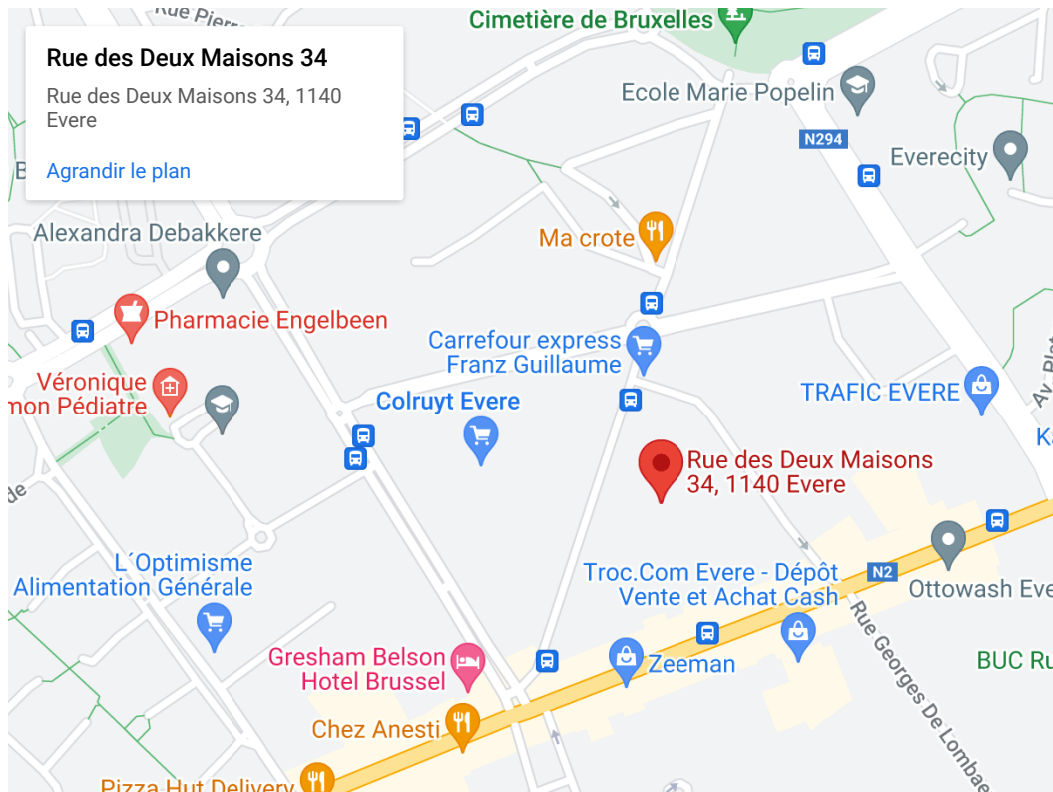 Rue des Deux Maisons 34
Rue des Deux Maisons 34, 1140
Evere
Agrandir le plan
Cimetière de Bruxelles
Ecole Marie Popelin
N294
Everecity
Alexandra Debakkere
Ma crote
Pharmacie Engelbeen
Carrefour express
Franz Guillaume
Véronique
mon Pédiatre
Colruyt Evere
TRAFIC EVERE
Rue des Deux Maisons
34, 1140 Evere
L´Optimisme
Alimentation Générale
Troc.Com Evere - Dépôt
Vente et Achat Cash
N2
Ottowash Eve
Rue Georges De Lombae
Gresham Belson
Hotel Brussel
Zeeman
BUC Ru
Chez Anesti
Pizza Hut Delivery